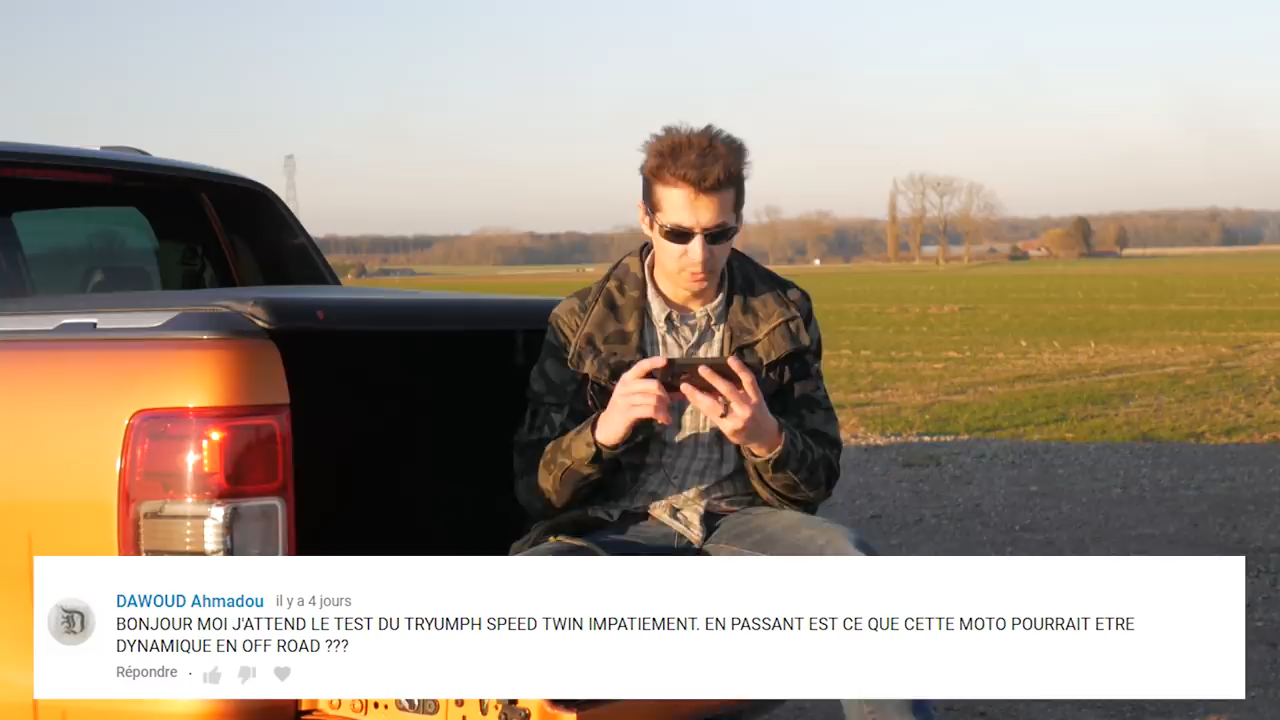 DAWOUD Ahmadou il y a 4 jours
BONJOUR MOI J'ATTEND LE TEST DU TRYUMPH SPEED TWIN IMPATIEMENT. EN PASSANT EST CE QUE CETTE MOTO POURRAIT ETRE
DYNAMIQUE EN OFF ROAD ???
Répondre